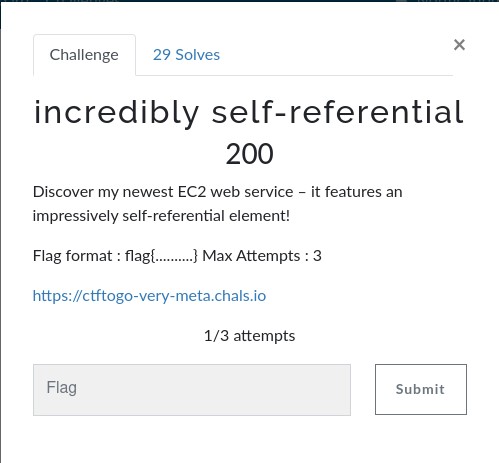 Challenge
29 Solves
×
incredibly self-referential
200
Discover my newest EC2 web service – it features an
impressively self-referential element!
Flag format : flag{..........} Max Attempts : 3
https://ctftogo-very-meta.chals.io
1/3 attempts
Flag
Submit